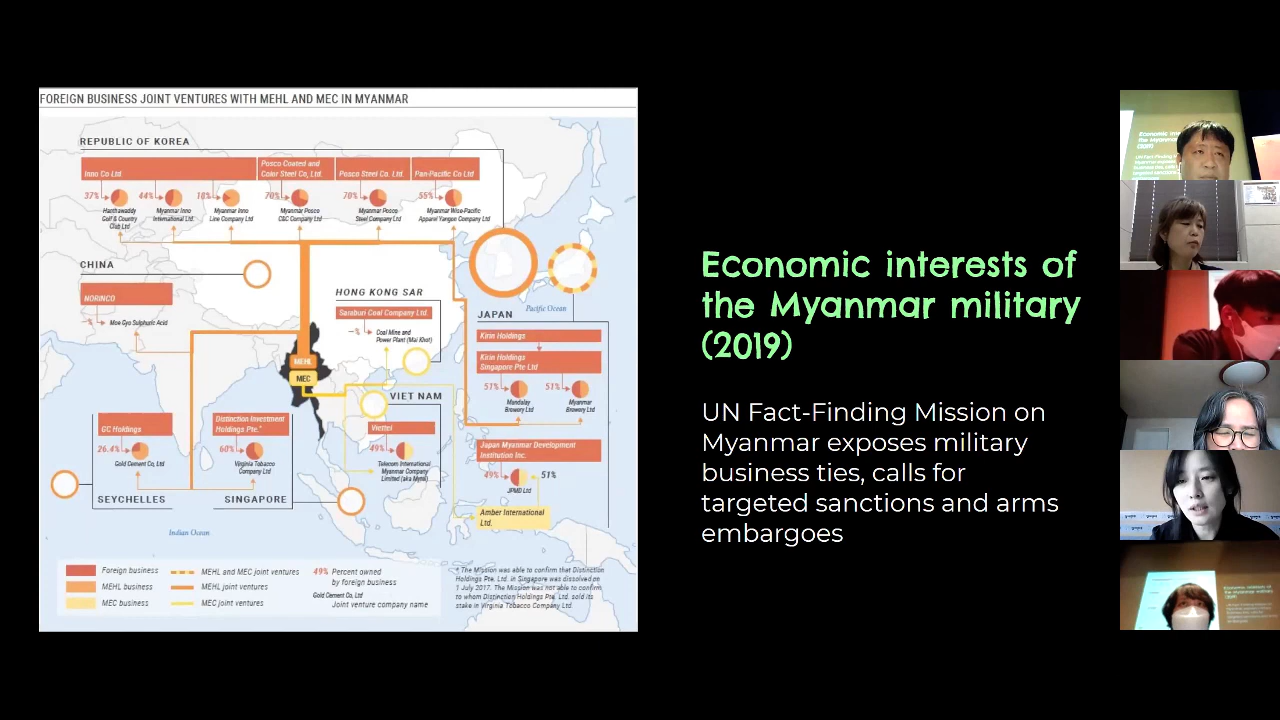 FOREIGN BUSINESS JOINT VENTURES WITH MEHL AND MEC IN MYANMAR
REPUBLIC OF KOREA
Inno Co Ltd
Posco Coated and
Color Steel Co, Ltd.
Posco Steel Co. Ltd.
Pan-Pacific Co Ltd
37%
44%
10%
70%
70%
55%
Hanthawaddy
Golf & Country
Club Ltd
Myanmar Inno
International Ltd
Myanmar Inno
Line Company Ltd
Myanmar Posco
C&C Company Ltd
Myanmar Posco
Steel Company Ltd
Myanmar Wise-Pacific
Apparel Yangon Company Ltd
CHINA
NORINCO
Moe Gyo Sulphuric Acid
HONG KONG SAR
Saraburi Coal Company Ltd.
Coal Mine and
Power Plant (Mai Khot)
Pacific Ocean
JAPAN
Kirin Holdings
Kirin Holdings
Singapore Pte Ltd
51%
51%
Mandalay
Brewery Ltd
Myanmar
Brewery Ltd
MEHL
MEC
VIET NAM
Viettel
49%
Telecom International
Myanmar Company
Limited (aka Mytel)
Japan Myanmar Development
Institution Inc.
49%
51%
JPMD Ltd
Amber International
Ltd.
GC Holdings
26.4%
Gold Cement Co, Ltd
Distinction Investment
Holdings Pte.*
60%
Virginia Tobacco
Company Ltd
SEYCHELLES
SINGAPORE
Indian Ocean
Foreign business
MEHL business
MEC business
MEHL and MEC joint ventures
MEHL joint ventures
MEC joint ventures
49% Percent owned
by foreign business
Gold Cement Co, Ltd
Joint venture company name
* The Mission was able to confirm that Distinction
Holdings Pte. Ltd. in Singapore was dissolved on
1 July 2017. The Mission was not able to confirm
to whom Distinction Holdings Pte. Ltd. sold its
stake in Virginia Tobacco Company Ltd.
Economic interests of
the Myanmar military
(2019)
UN Fact-Finding Mission on
Myanmar exposes military
business ties, calls for
targeted sanctions and arms
embargoes